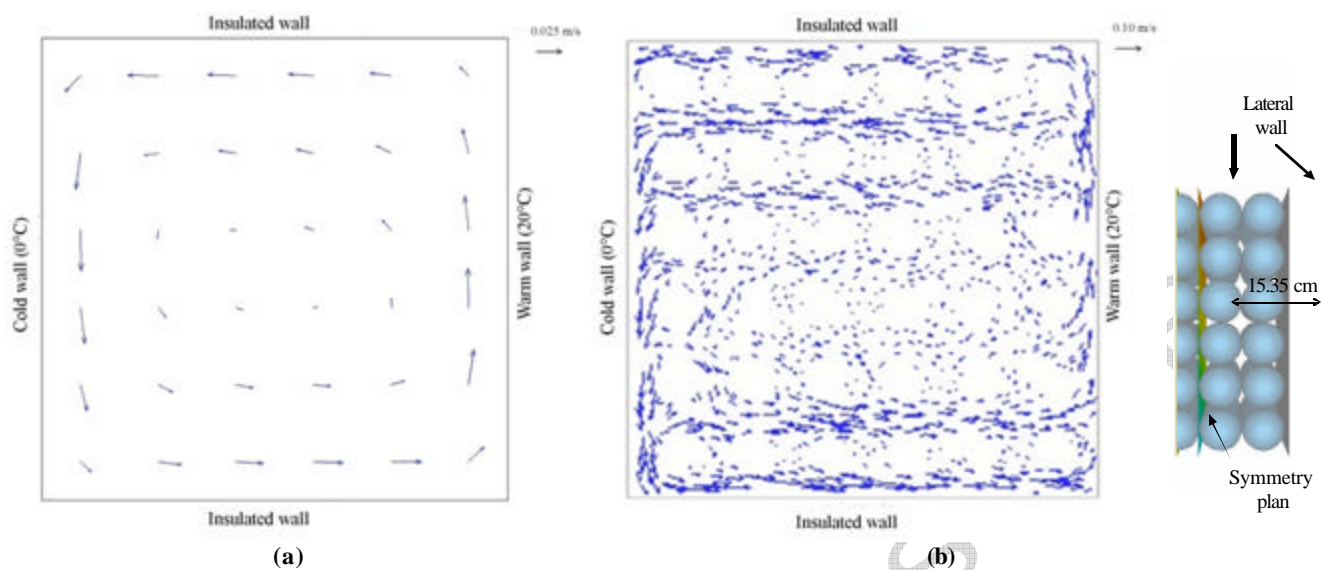 Insulated wall
0.025 m/s
Cold wall (0°C)
Warm wall (20°C)
Insulated wall
(a)
Insulated wall
0.10 m/s
Cold wall (0°C)
Warm wall (20°C)
Insulated wall
(b)
Lateral
wall
15.35 cm
Symmetry
plan